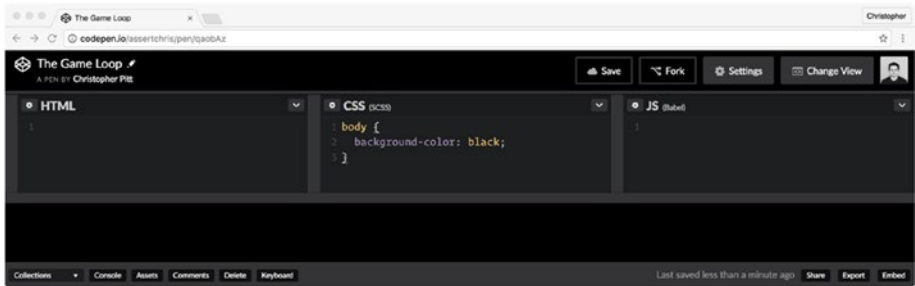 The Game Loop ×
Christopher
codepen.io/assertchris/pen/qaobAz
The Game Loop
A PEN BY Christopher Pitt
Save Fork Settings Change View
HTML
1
CSS (SCSS)
1 body {
2 background-color: black;
3 }
JS (Babel)
1
Collections Console Assets Comments Delete Keyboard
Last saved less than a minute ago Share Export Embed